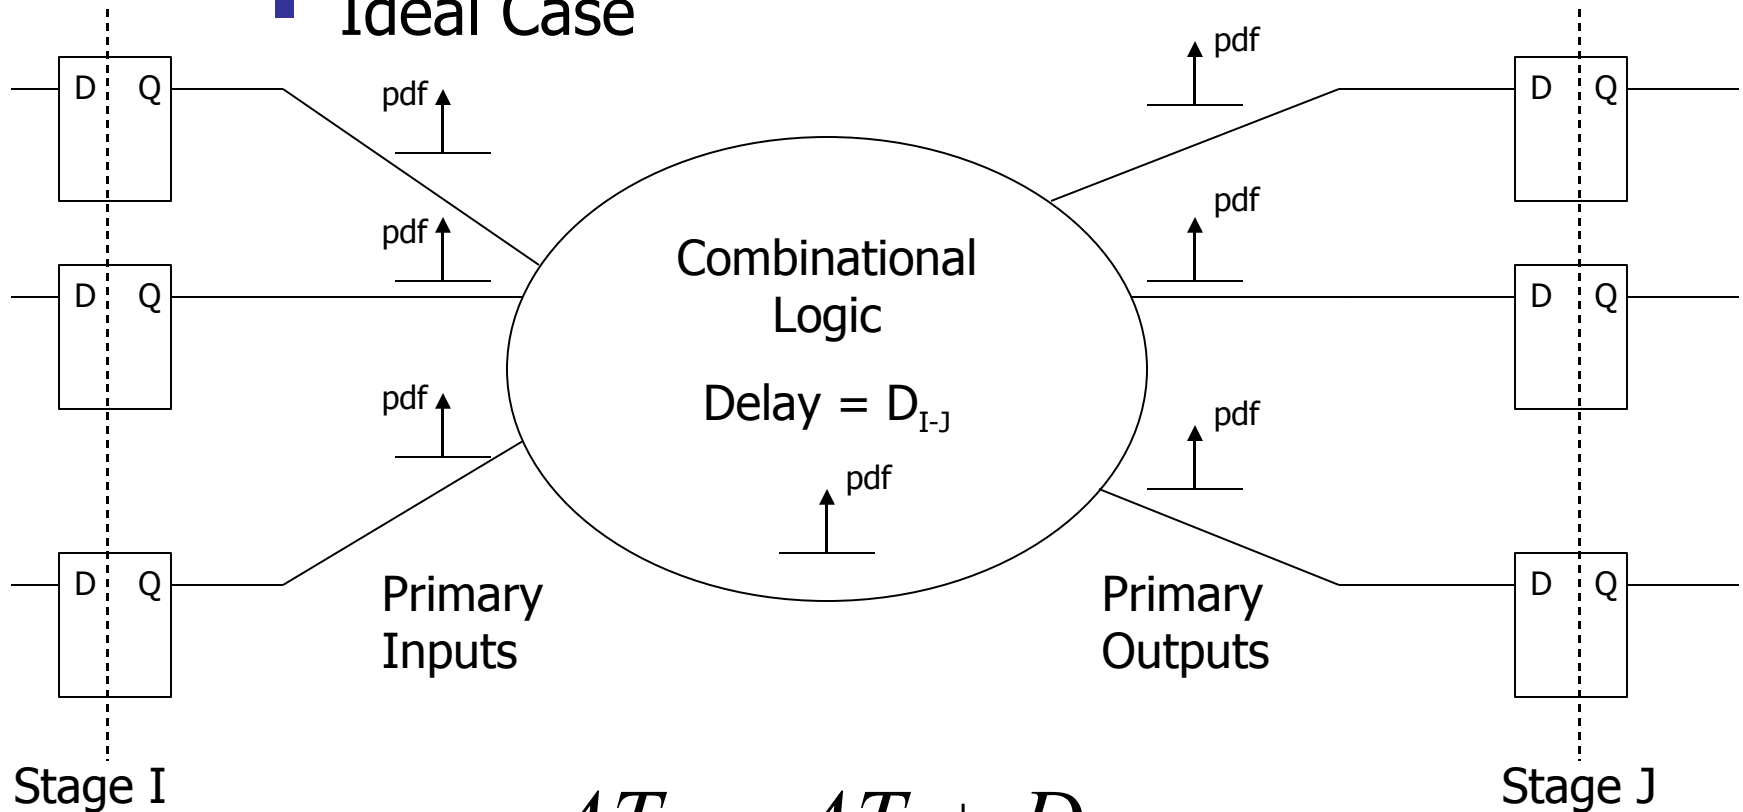 Ideal Case
pdf
pdf
D Q
D Q
pdf
pdf
pdf
Combinational
Logic
D Q
D Q
pdf
pdf
Delay = D_I-J
pdf
D Q
D Q
Primary
Inputs
Primary
Outputs
Stage I
Stage J